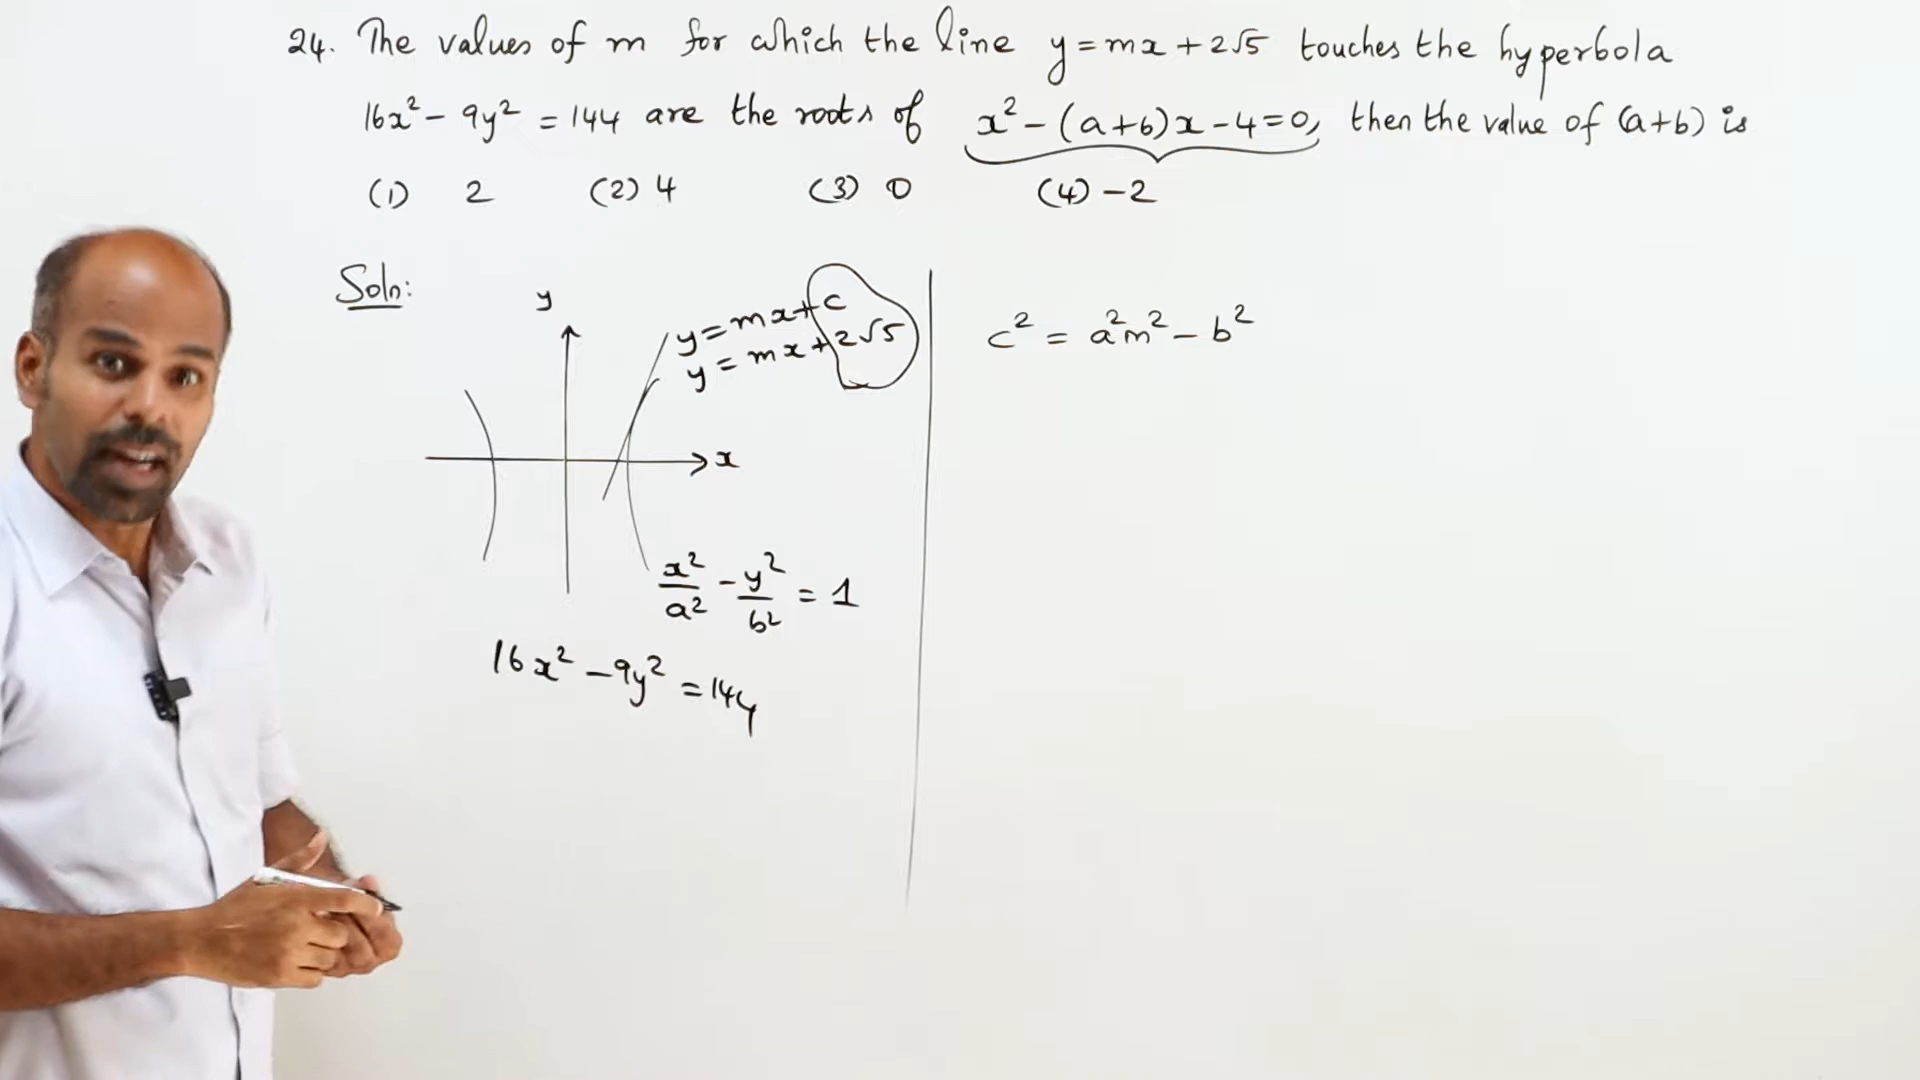 24. The values of m for which the line y = mx + 2√5 touches the hyperbola
16x² - 9y² = 144 are the roots of x² - (a+b)x - 4 = 0, then the value of (a+b) is
(1) 2 (2) 4 (3) 0 (4) -2
Soln:
y
y = mx + c
y = mx + 2√5
x
x²/a² - y²/b² = 1
16x² - 9y² = 144
c² = a²m² - b²